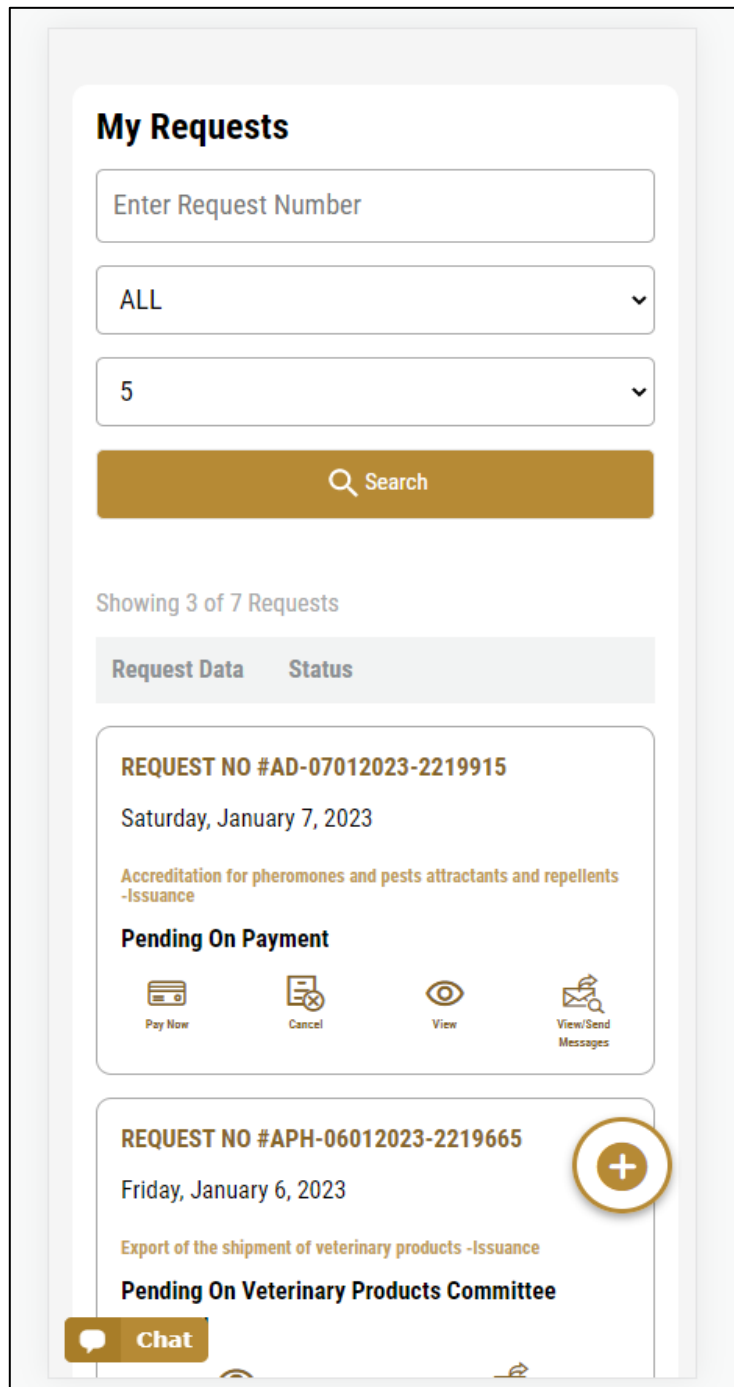 My Requests
Enter Request Number
ALL
5
Search
Showing 3 of 7 Requests
Request Data Status
REQUEST NO #AD-07012023-2219915
Saturday, January 7, 2023
Accreditation for pheromones and pests attractants and repellents
-Issuance
Pending On Payment
Pay Now Cancel View View/Send
Messages
REQUEST NO #APH-06012023-2219665
Friday, January 6, 2023
Export of the shipment of veterinary products -Issuance
Pending On Veterinary Products Committee
Chat